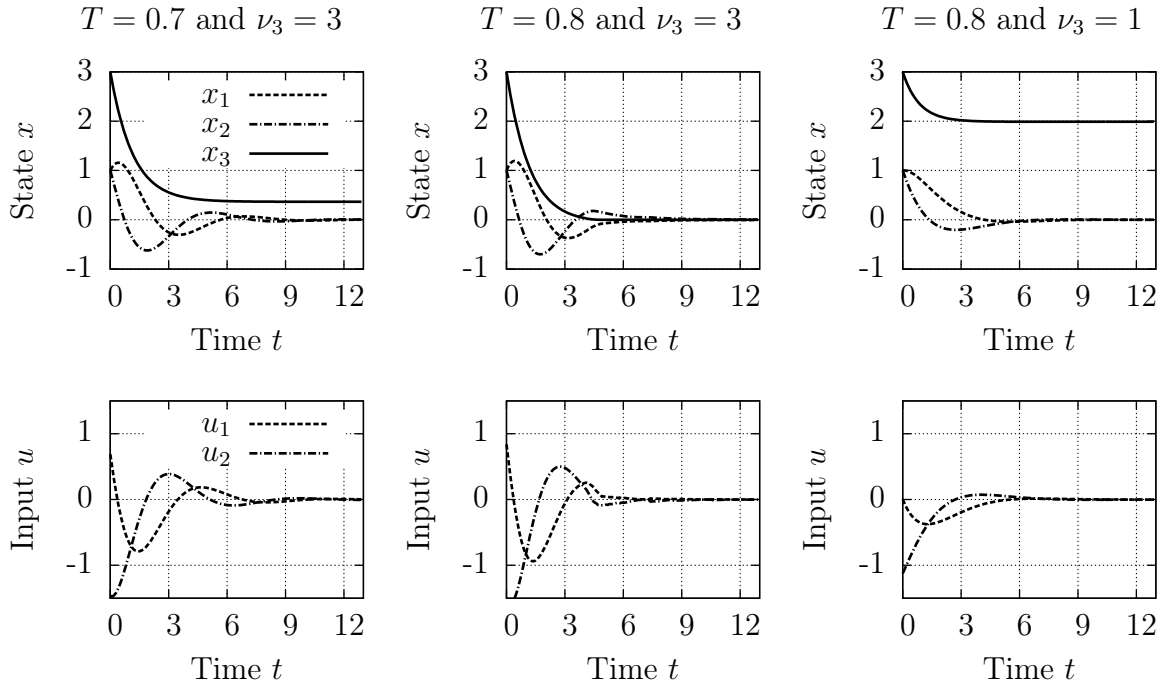 T = 0.7 and ν₃ = 3
T = 0.8 and ν₃ = 3
T = 0.8 and ν₃ = 1
3
2
1
0
-1
State x
x₁
x₂
x₃
0 3 6 9 12
Time t
3
2
1
0
-1
State x
0 3 6 9 12
Time t
3
2
1
0
-1
State x
0 3 6 9 12
Time t
1
0
-1
Input u
u₁
u₂
0 3 6 9 12
Time t
1
0
-1
Input u
0 3 6 9 12
Time t
1
0
-1
Input u
0 3 6 9 12
Time t